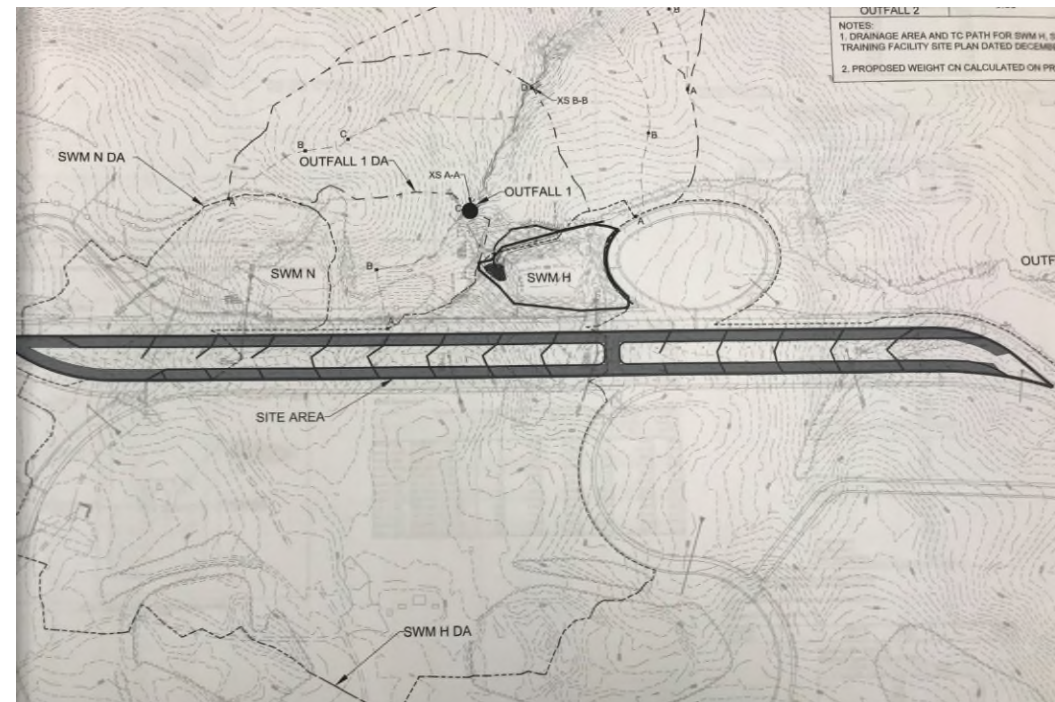 OUTFALL 2
NOTES:
1. DRAINAGE AREA AND TC PATH FOR SWM H, S
TRAINING FACILITY SITE PLAN DATED DECEMBE
2. PROPOSED WEIGHT CN CALCULATED ON PR
B
A
D
XS B-B
B
C
B
SWM N DA
OUTFALL 1 DA
XS A-A
OUTFALL 1
A
C
A
B
SWM N
SWM H
OUTF
A
SITE AREA
SWM H DA